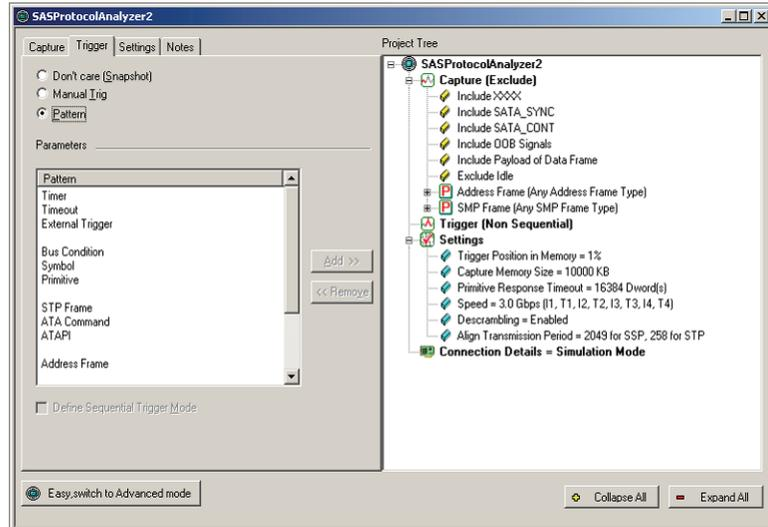 SASProtocolAnalyzer2
Capture Trigger Settings Notes
Don't care (Snapshot)
Manual Trig
Pattern
Parameters
Pattern
Timer
Timeout
External Trigger
Bus Condition
Symbol
Primitive
STP Frame
ATA Command
ATAPI
Address Frame
Add >>
<< Remove
Define Sequential Trigger Mode
Easy,switch to Advanced mode
Project Tree
SASProtocolAnalyzer2
Capture (Exclude)
Include XXXX
Include SATA_SYNC
Include SATA_CONT
Include OOB Signals
Include Payload of Data Frame
Exclude Idle
P Address Frame (Any Address Frame Type)
P SMP Frame (Any SMP Frame Type)
Trigger (Non Sequential)
Settings
Trigger Position in Memory = 1%
Capture Memory Size = 10000 KB
Primitive Response Timeout = 16384 Dword(s)
Speed = 3.0 Gbps (I1, T1, I2, T2, I3, T3, I4, T4)
Descrambling = Enabled
Align Transmission Period = 2049 for SSP, 258 for STP
Connection Details = Simulation Mode
Collapse All
Expand All